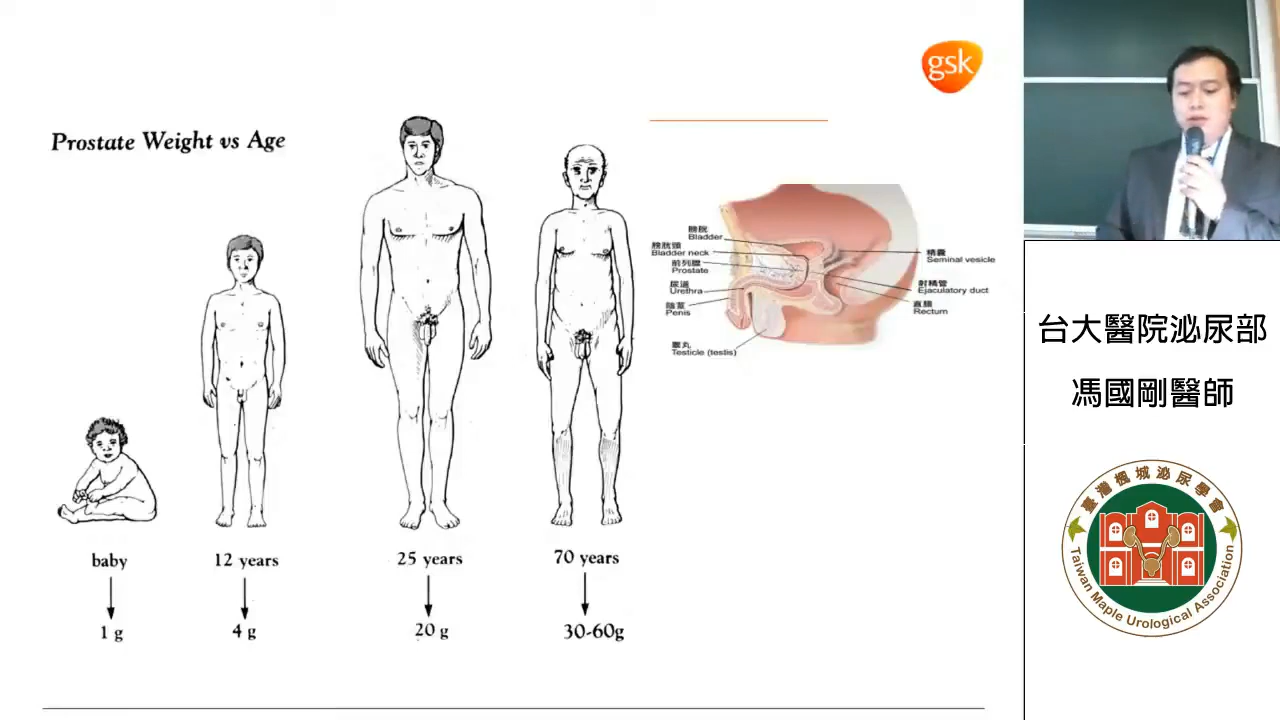 gsk
Prostate Weight vs Age
膀胱
Bladder
膀胱頸
Bladder neck
前列腺
Prostate
尿道
Urethra
陰莖
Penis
睪丸
Testicle (testis)
精囊
Seminal vesicle
射精管
Ejaculatory duct
直腸
Rectum
baby
12 years
25 years
70 years
1 g
4 g
20 g
30-60g
台大醫院泌尿部
馮國剛醫師
臺灣楓城泌尿學會
Taiwan Maple Urological Association